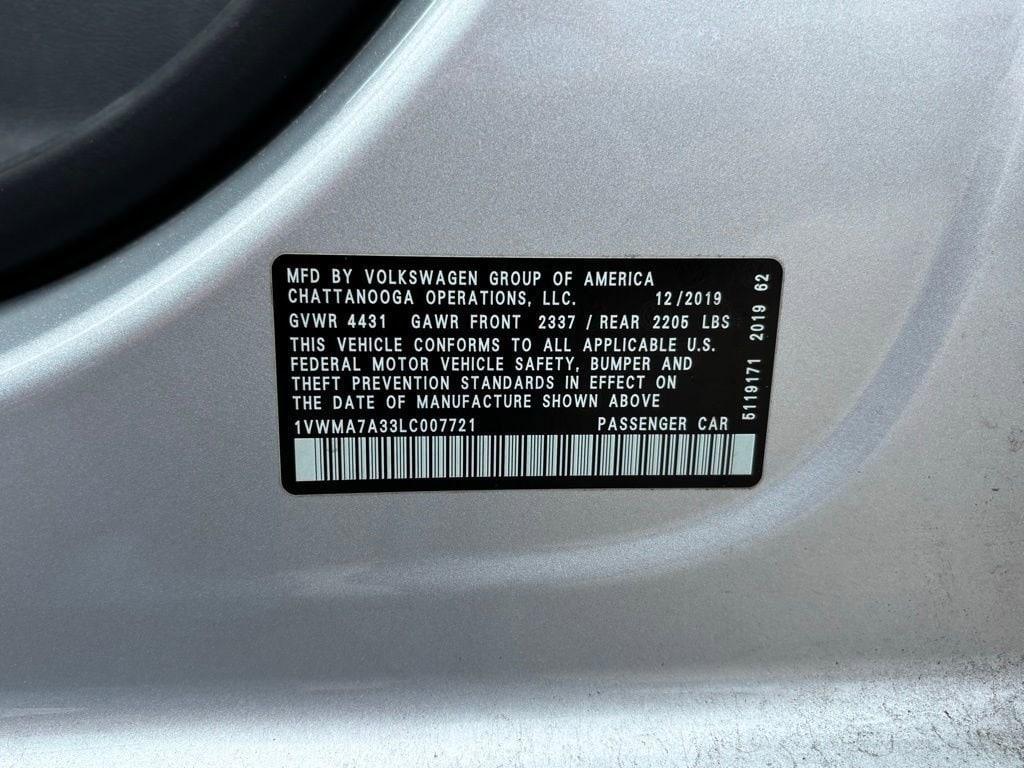 MFD BY VOLKSWAGEN GROUP OF AMERICA
CHATTANOOGA OPERATIONS, LLC. 12/2019
GVWR 4431 GAWR FRONT 2337 / REAR 2205 LBS
THIS VEHICLE CONFORMS TO ALL APPLICABLE U.S.
FEDERAL MOTOR VEHICLE SAFETY, BUMPER AND
THEFT PREVENTION STANDARDS IN EFFECT ON
THE DATE OF MANUFACTURE SHOWN ABOVE
1VWMA7A33LC007721 PASSENGER CAR
5119171 2019 62